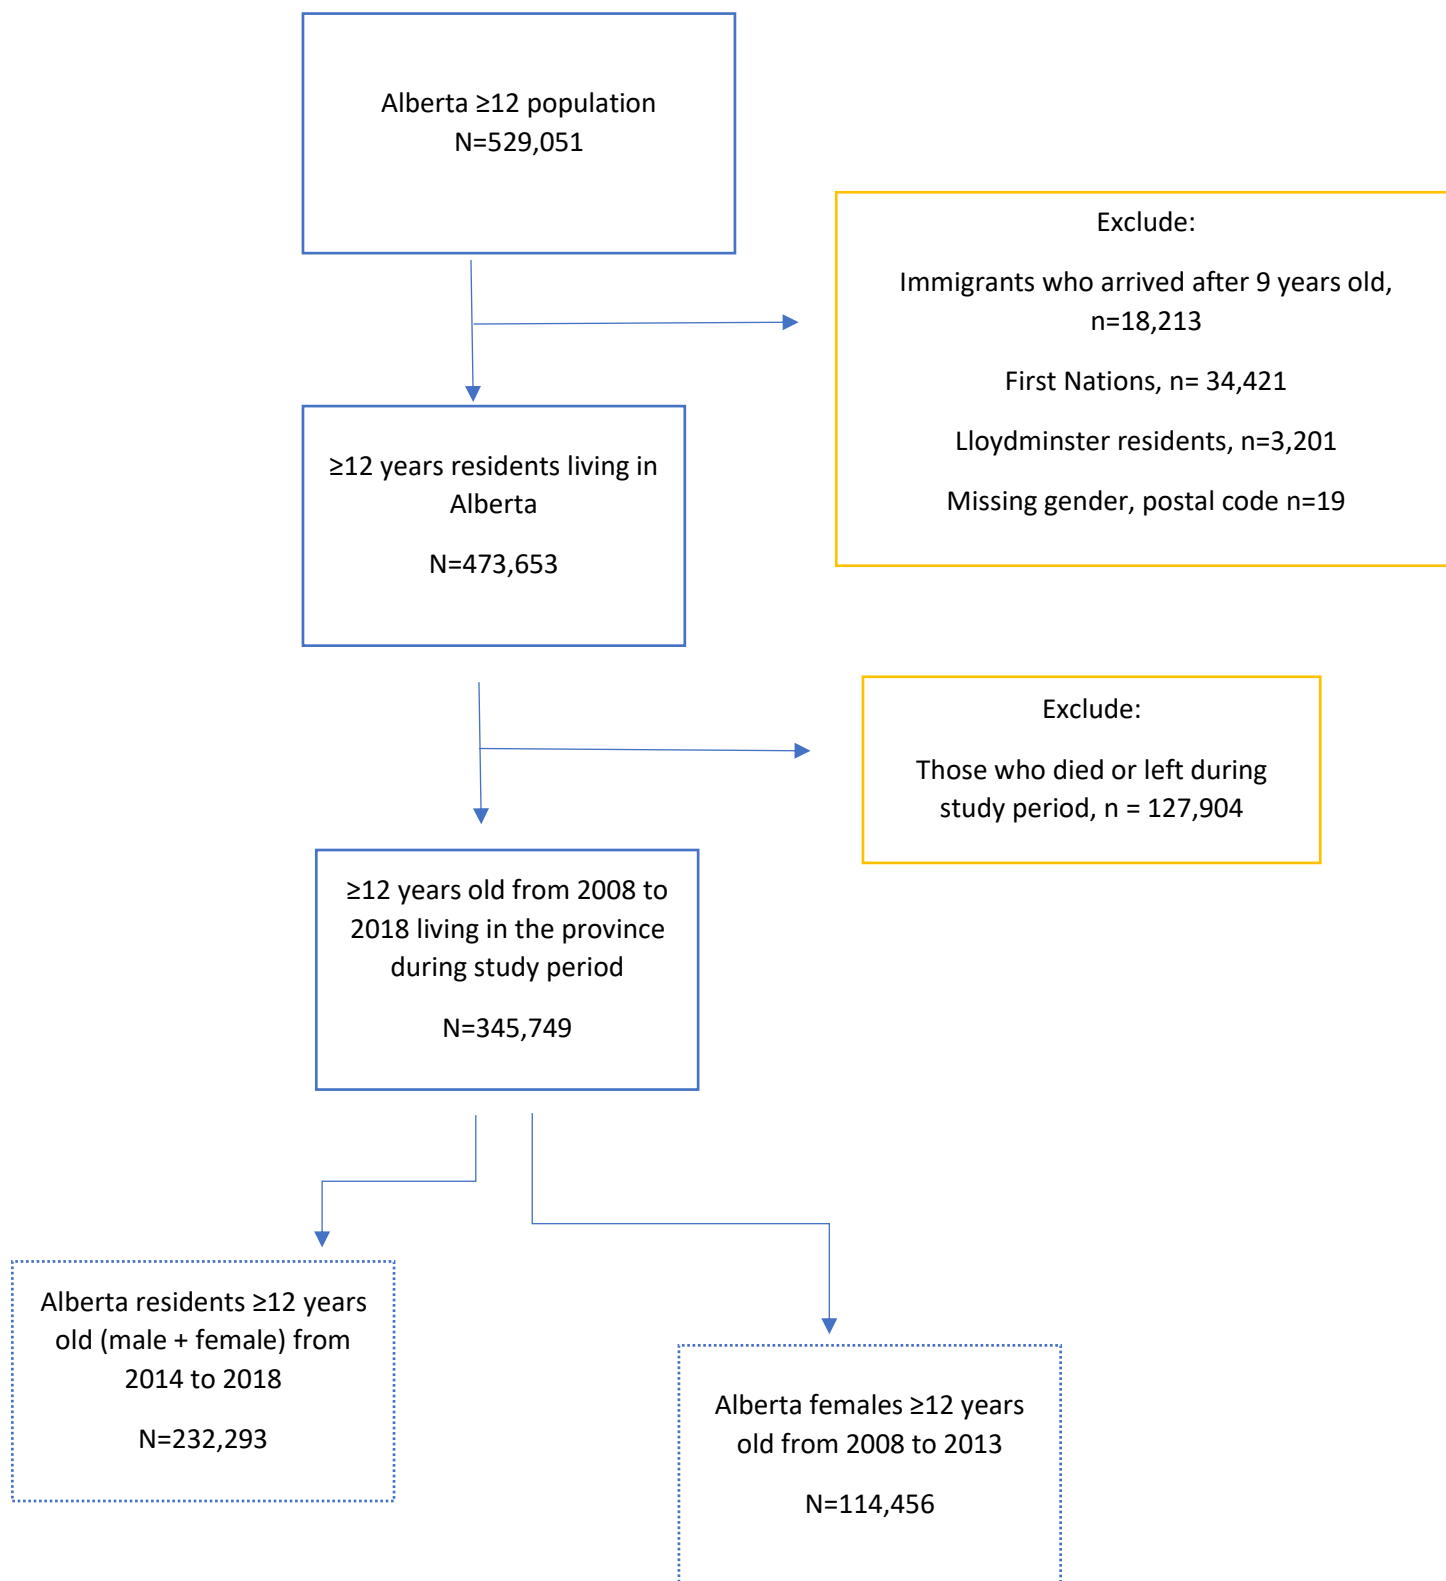 Alberta ≥12 population
N=529,051
Exclude:
Immigrants who arrived after 9 years old,
n=18,213
First Nations, n= 34,421
Lloydminster residents, n=3,201
Missing gender, postal code n=19
≥12 years residents living in
Alberta
N=473,653
Exclude:
Those who died or left during
study period, n = 127,904
≥12 years old from 2008 to
2018 living in the province
during study period
N=345,749
Alberta residents ≥12 years
old (male + female) from
2014 to 2018
N=232,293
Alberta females ≥12 years
old from 2008 to 2013
N=114,456